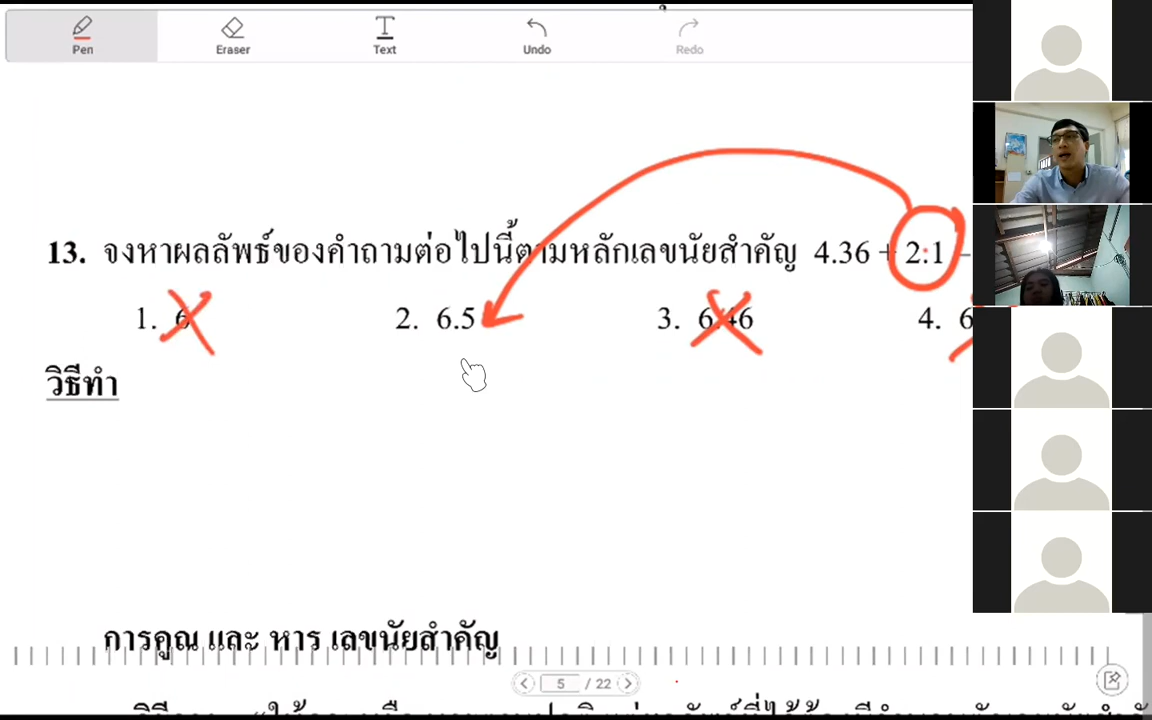 Pen Eraser Text Undo Redo
13. จงหาผลลัพธ์ของคำถามต่อไปนี้ตามหลักเลขนัยสำคัญ 4.36 + 2.1 –
1. 6 2. 6.5 3. 6.46 4. 6
วิธีทำ
การคูณ และ หาร เลขนัยสำคัญ
5 / 22